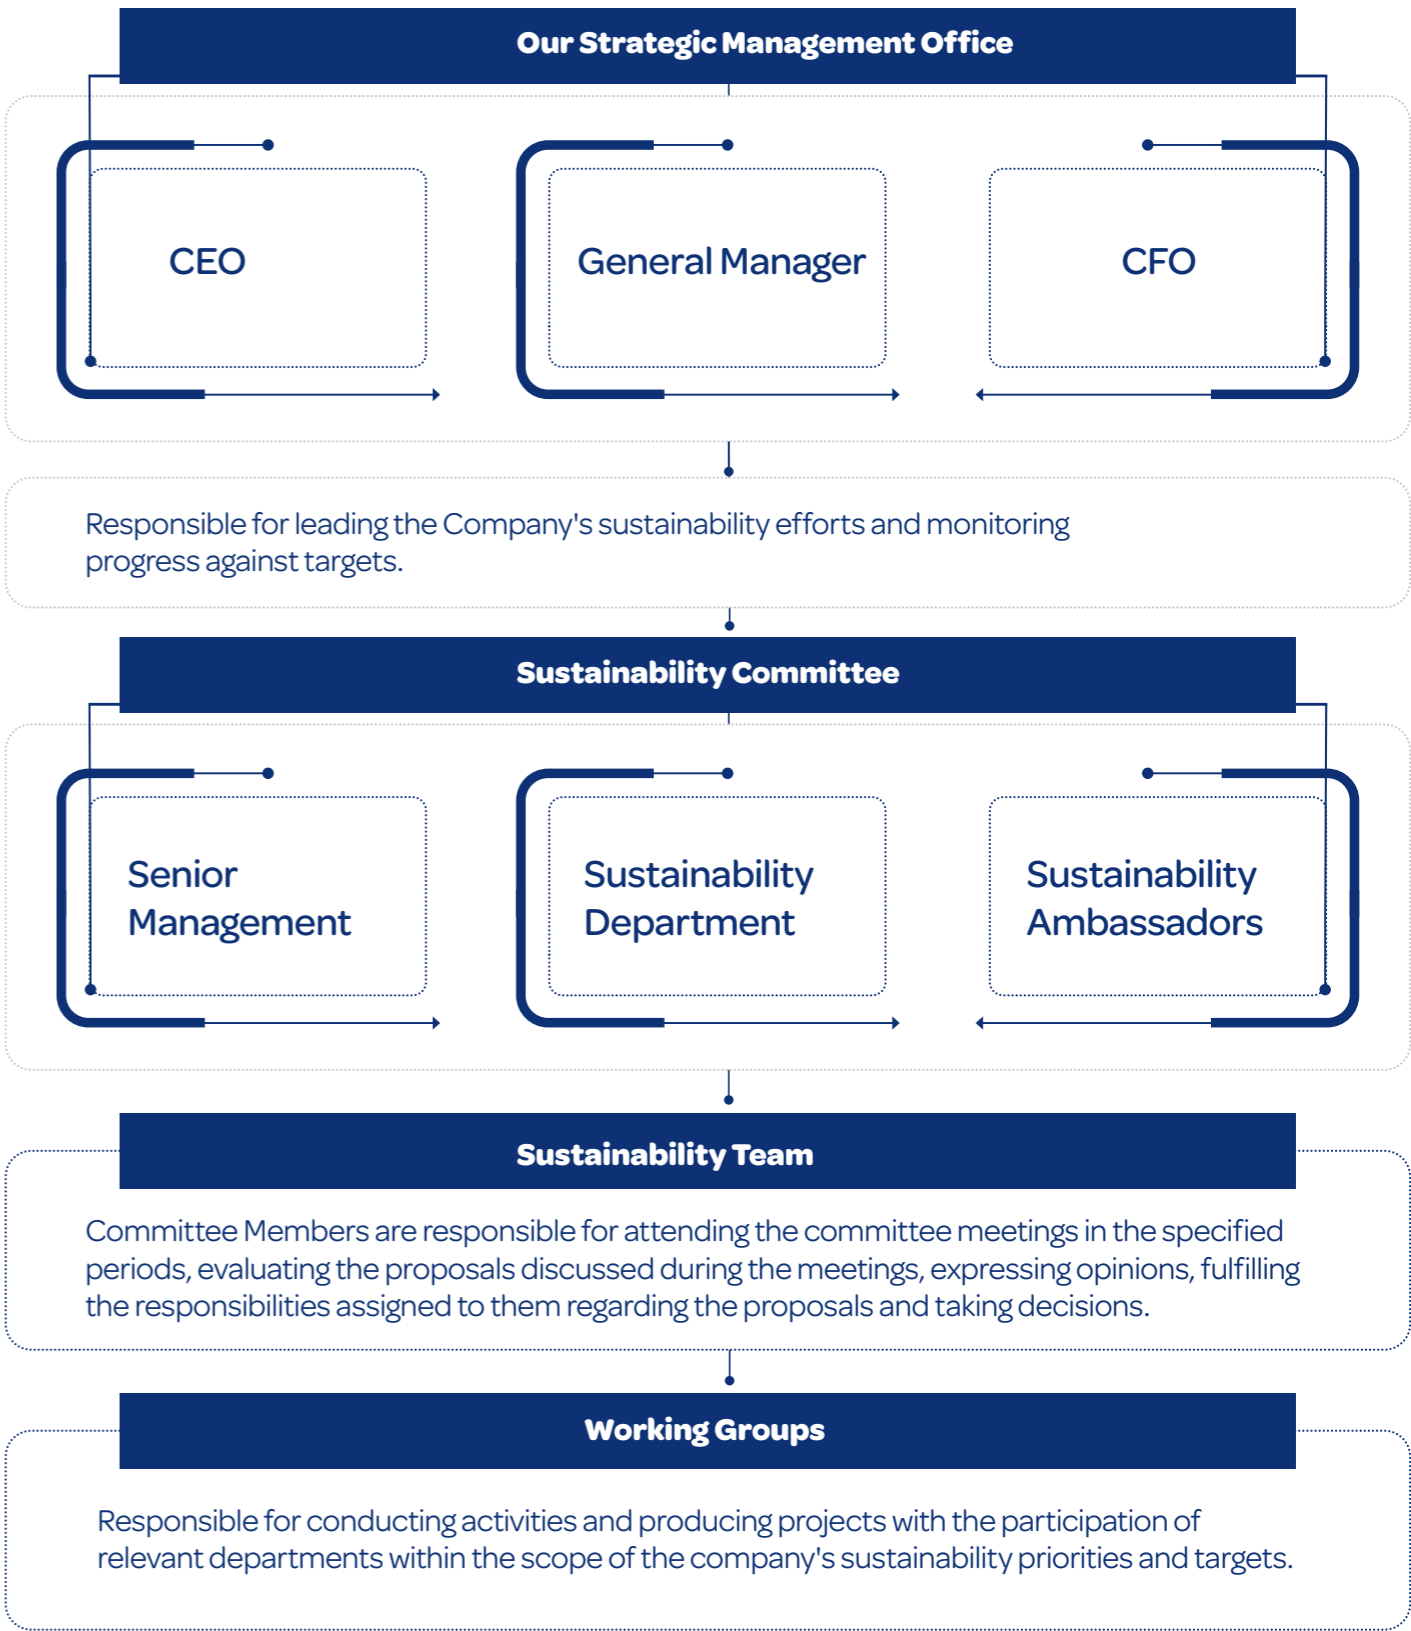 Our Strategic Management Office
CEO
General Manager
CFO
Responsible for leading the Company's sustainability efforts and monitoring
progress against targets.
Sustainability Committee
Senior
Management
Sustainability
Department
Sustainability
Ambassadors
Sustainability Team
Committee Members are responsible for attending the committee meetings in the specified
periods, evaluating the proposals discussed during the meetings, expressing opinions, fulfilling
the responsibilities assigned to them regarding the proposals and taking decisions.
Working Groups
Responsible for conducting activities and producing projects with the participation of
relevant departments within the scope of the company's sustainability priorities and targets.